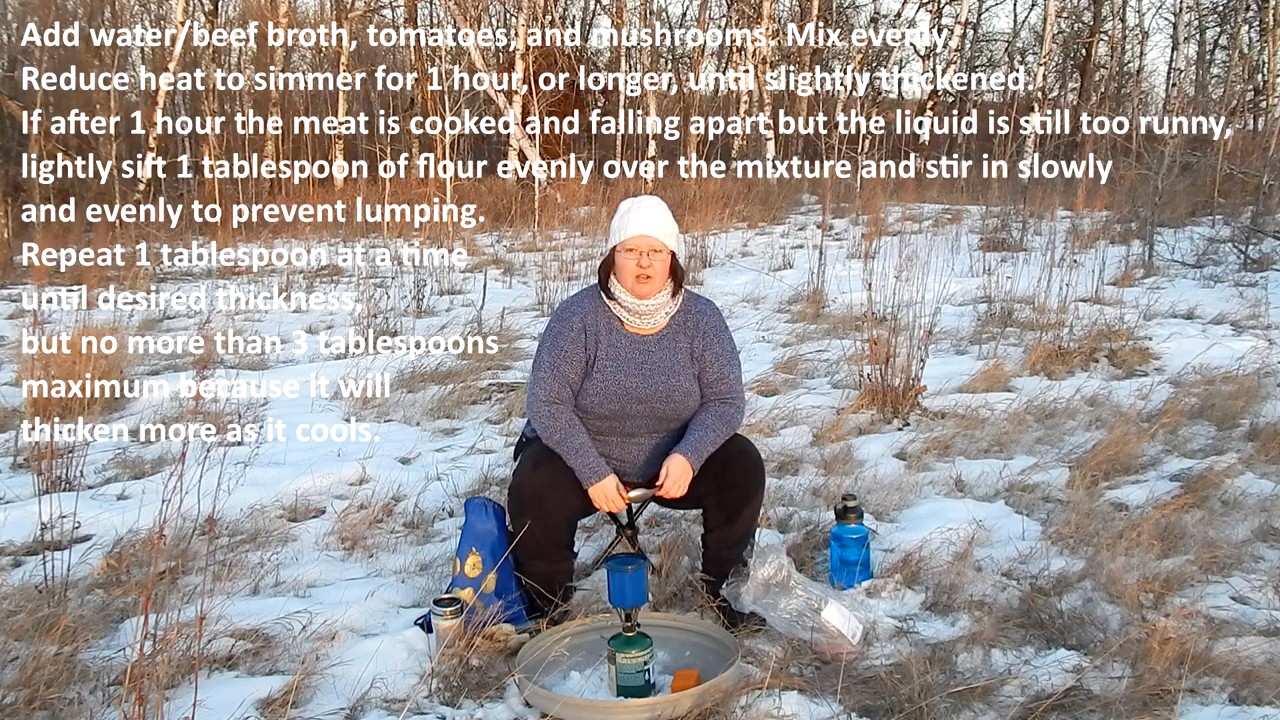 Add water/beef broth, tomatoes, and mushrooms. Mix evenly.
Reduce heat to simmer for 1 hour, or longer, until slightly thickened.
If after 1 hour the meat is cooked and falling apart but the liquid is still too runny,
lightly sift 1 tablespoon of flour evenly over the mixture and stir in slowly
and evenly to prevent lumping.
Repeat 1 tablespoon at a time
until desired thickness,
but no more than 3 tablespoons
maximum because it will
thicken more as it cools.